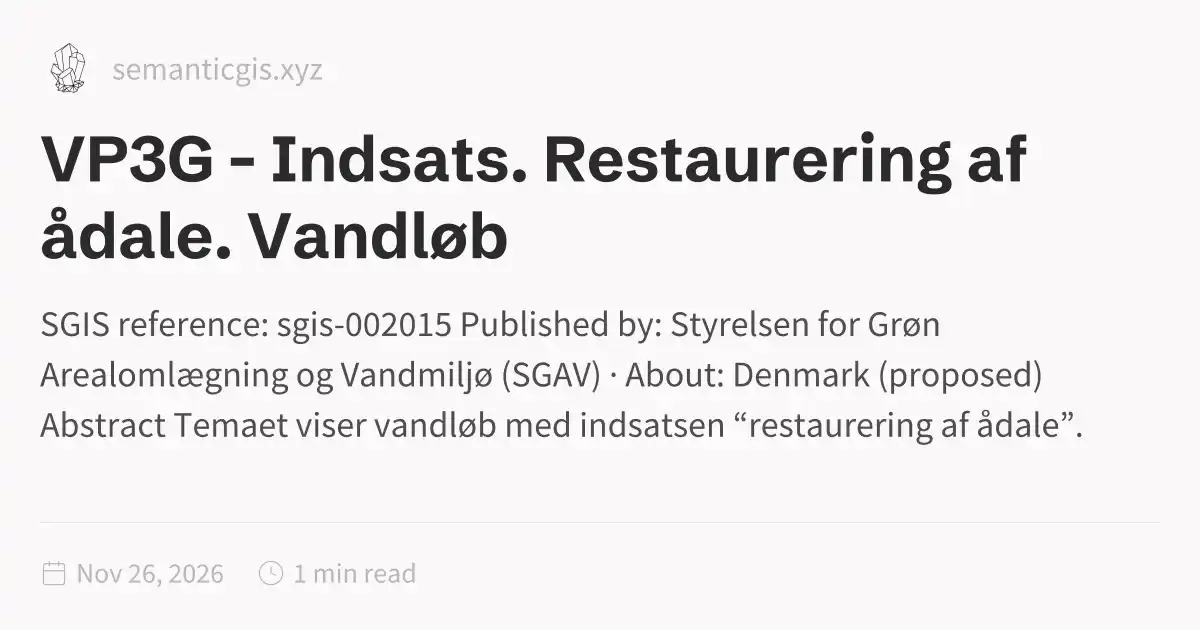 semanticgis.xyz
VP3G - Indsats. Restaurering af
ådale. Vandløb
SGIS reference: sgis-002015 Published by: Styrelsen for Grøn
Arealomlægning og Vandmiljø (SGAV) · About: Denmark (proposed)
Abstract Temaet viser vandløb med indsatsen “restaurering af ådale”.
Nov 26, 2026
1 min read